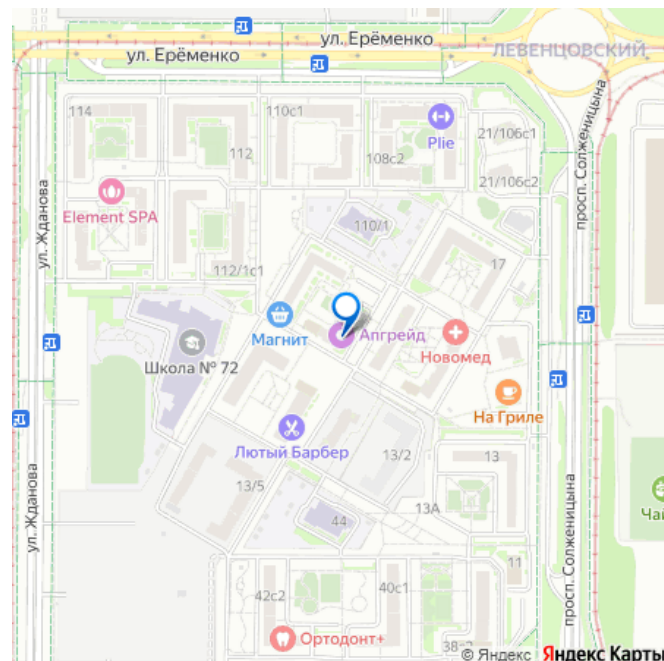 ул. Ерёменко
ул. Ерёменко
ЛЕВЕНЦОВСКИЙ
114
110с1
112
Plie
108с2
21/106с1
21/106с2
просп. Солженицына
Element SPA
ул. Жданова
110/1
112/1с1
17
Магнит
Апгрейд
Новомед
Школа № 72
На Гриле
Лютый Барбер
13/2
13
13/5
13А
44
Чай
ул. Жданова
просп. Солженицына
11
42с2
40с1
Ортодонт+
38с2
© Яндекс
Яндекс Карты